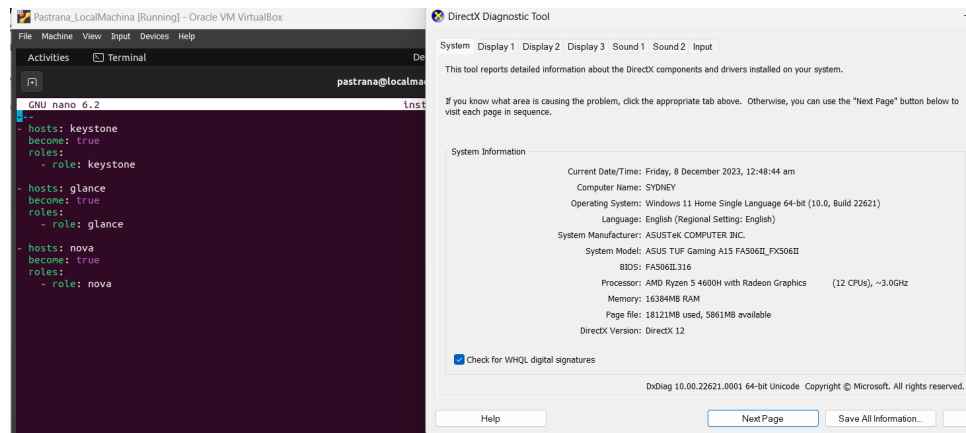 Pastrana_LocalMachina [Running] - Oracle VM VirtualBox
File Machine View Input Devices Help
Activities Terminal De
pastrana@localma
GNU nano 6.2 inst
---
- hosts: keystone
become: true
roles:
- role: keystone
- hosts: glance
become: true
roles:
- role: glance
- hosts: nova
become: true
roles:
- role: nova
DirectX Diagnostic Tool
System Display 1 Display 2 Display 3 Sound 1 Sound 2 Input
This tool reports detailed information about the DirectX components and drivers installed on your system.
If you know what area is causing the problem, click the appropriate tab above. Otherwise, you can use the "Next Page" button below to
visit each page in sequence.
System Information
Current Date/Time: Friday, 8 December 2023, 12:48:44 am
Computer Name: SYDNEY
Operating System: Windows 11 Home Single Language 64-bit (10.0, Build 22621)
Language: English (Regional Setting: English)
System Manufacturer: ASUSTeK COMPUTER INC.
System Model: ASUS TUF Gaming A15 FA506II_FX506II
BIOS: FA506II.316
Processor: AMD Ryzen 5 4600H with Radeon Graphics (12 CPUs), ~3.0GHz
Memory: 16384MB RAM
Page file: 18121MB used, 5861MB available
DirectX Version: DirectX 12
Check for WHQL digital signatures
DxDiag 10.00.22621.0001 64-bit Unicode Copyright © Microsoft. All rights reserved.
Help Next Page Save All Information...